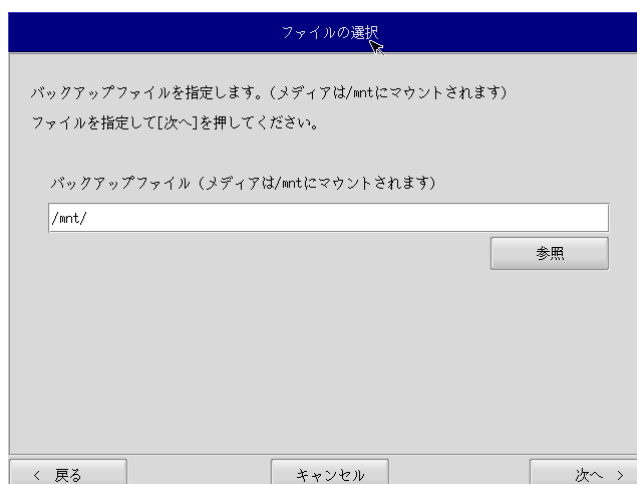 ファイルの選択
バックアップファイルを指定します。(メディアは/mntにマウントされます)
ファイルを指定して[次へ]を押してください。
バックアップファイル（メディアは/mntにマウントされます）
/mnt/
参照
< 戻る
キャンセル
次へ >